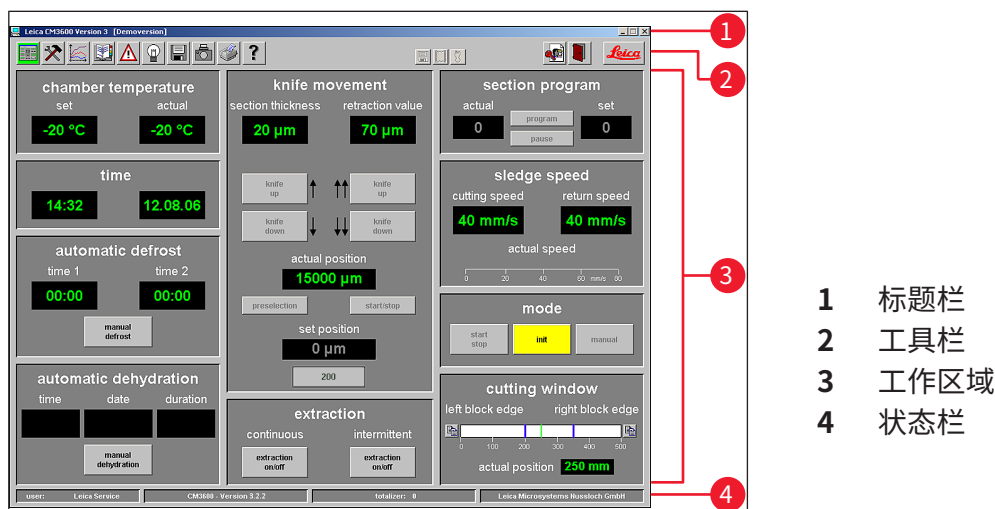 Leica CM3600 Version 3 [Demoversion]
?
Leica
chamber temperature
set actual
-20 °C -20 °C
time
14:32 12.08.06
automatic defrost
time 1 time 2
00:00 00:00
manual
defrost
automatic dehydration
time date duration
manual
dehydration
knife movement
section thickness retraction value
20 µm 70 µm
knife
up
knife
up
knife
down
knife
down
actual position
15000 µm
preselection start/stop
set position
0 µm
200
extraction
continuous intermittent
extraction
on/off
extraction
on/off
section program
actual set
0 program 0
pause
sledge speed
cutting speed return speed
40 mm/s 40 mm/s
actual speed
0 20 40 60 mm/s 80
mode
start
stop
init
manual
cutting window
left block edge right block edge
0 100 200 300 400 500
actual position 250 mm
user: Leica Service CM3600 - Version 3.2.2 totalizer: 0 Leica Microsystems Nussloch GmbH
1
2
3
4
1 标题栏
2 工具栏
3 工作区域
4 状态栏